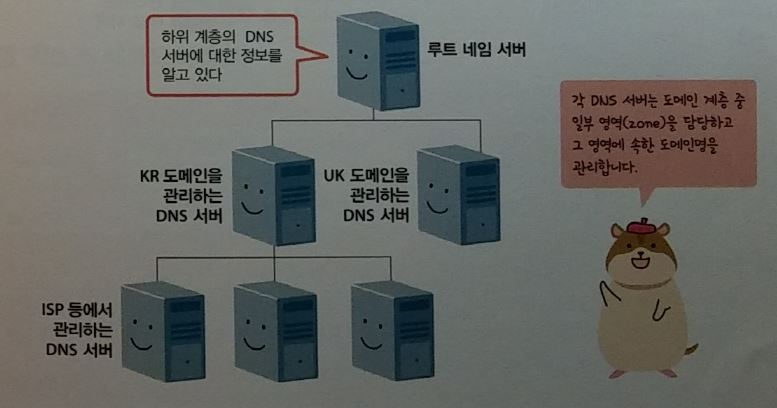 하위 계층의 DNS
서버에 대한 정보를
알고 있다
루트 네임 서버
각 DNS 서버는 도메인 계층 중
일부 영역(zone)을 담당하고
그 영역에 속한 도메인명을
관리합니다.
KR 도메인을
관리하는
DNS 서버
UK 도메인을
관리하는
DNS 서버
ISP 등에서
관리하는
DNS 서버